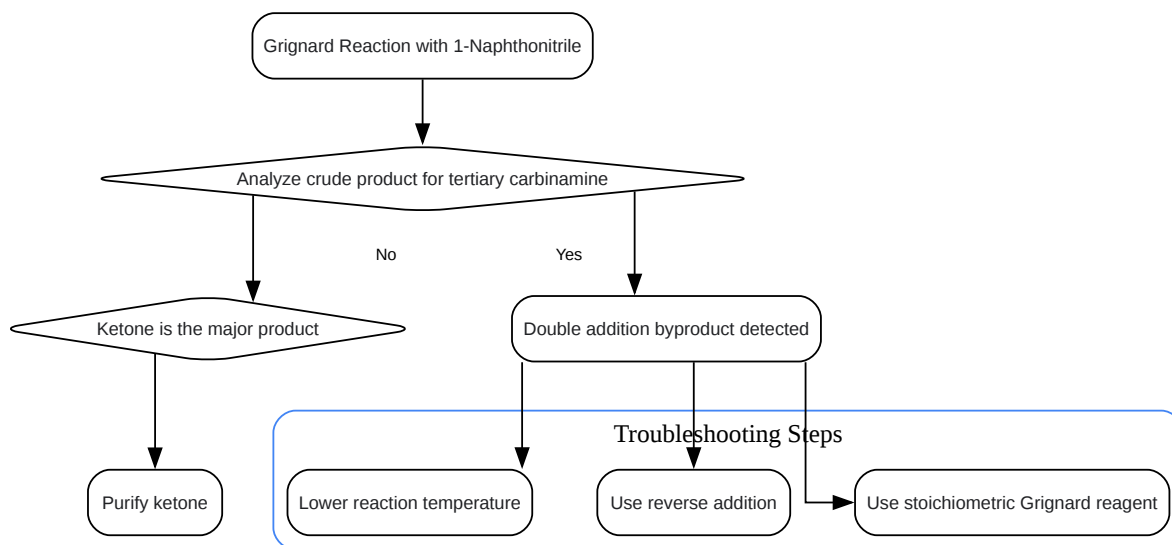 Grignard Reaction with 1-Naphthonitrile
Analyze crude product for tertiary carbinamine
No
Yes
Ketone is the major product
Double addition byproduct detected
Troubleshooting Steps
Purify ketone
Lower reaction temperature
Use reverse addition
Use stoichiometric Grignard reagent